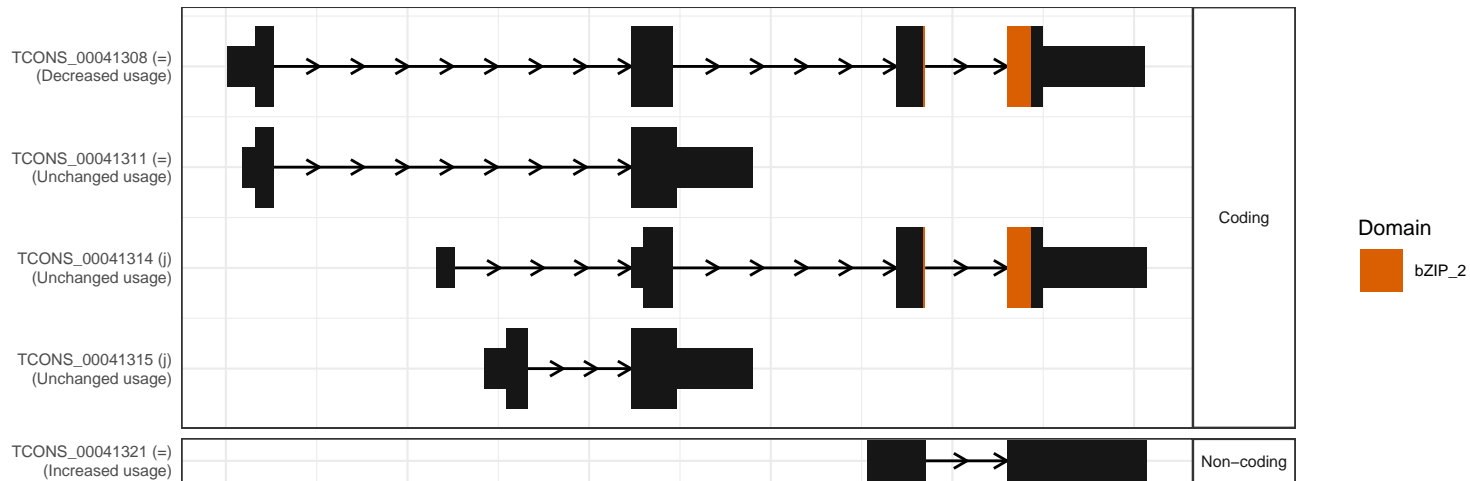 TCONS_00041308 (=)
(Decreased usage)
TCONS_00041311 (=)
(Unchanged usage)
TCONS_00041314 (j)
(Unchanged usage)
TCONS_00041315 (j)
(Unchanged usage)
TCONS_00041321 (=)
(Increased usage)
Coding
Non−coding
Domain
bZIP_2